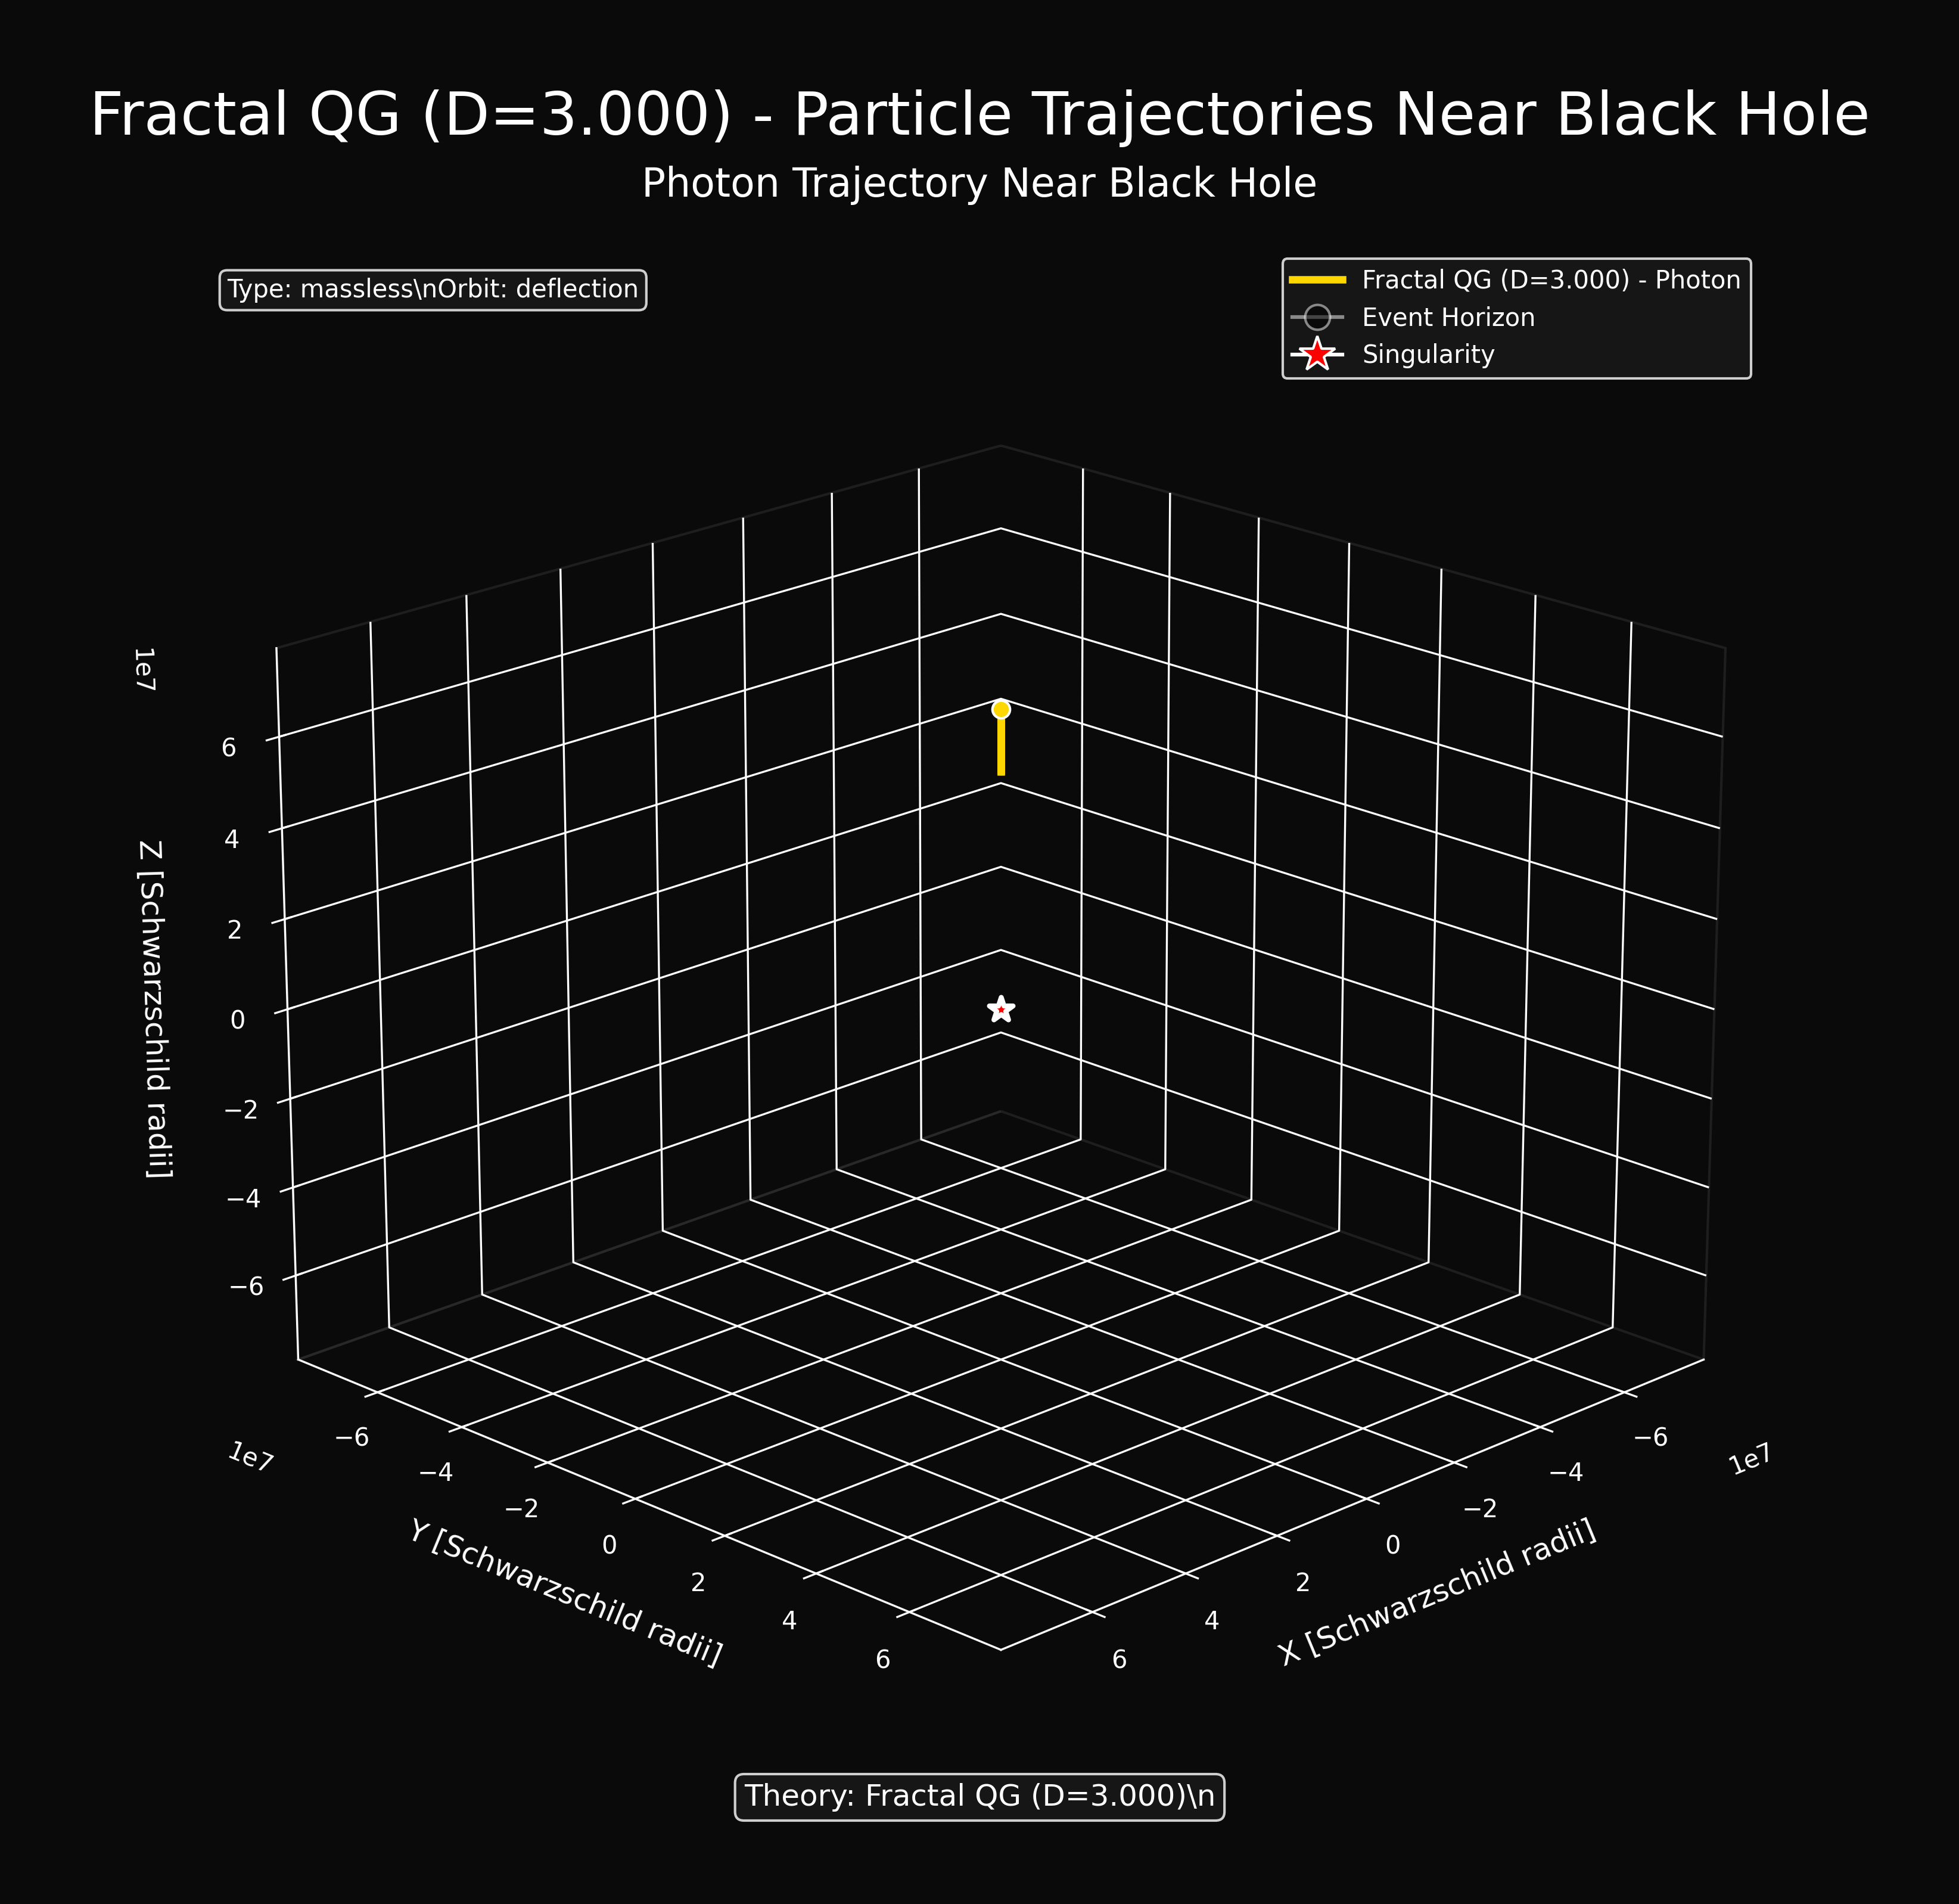 Fractal QG (D=3.000) - Particle Trajectories Near Black Hole
Photon Trajectory Near Black Hole
Type: massless\nOrbit: deflection
Fractal QG (D=3.000) - Photon
Event Horizon
Singularity
1e7
6
4
2
0
−2
−4
−6
Z [Schwarzschild radii]
1e7
−6
−4
−2
0
2
4
6
Y [Schwarzschild radii]
1e7
−6
−4
−2
0
2
4
6
X [Schwarzschild radii]
Theory: Fractal QG (D=3.000)\n